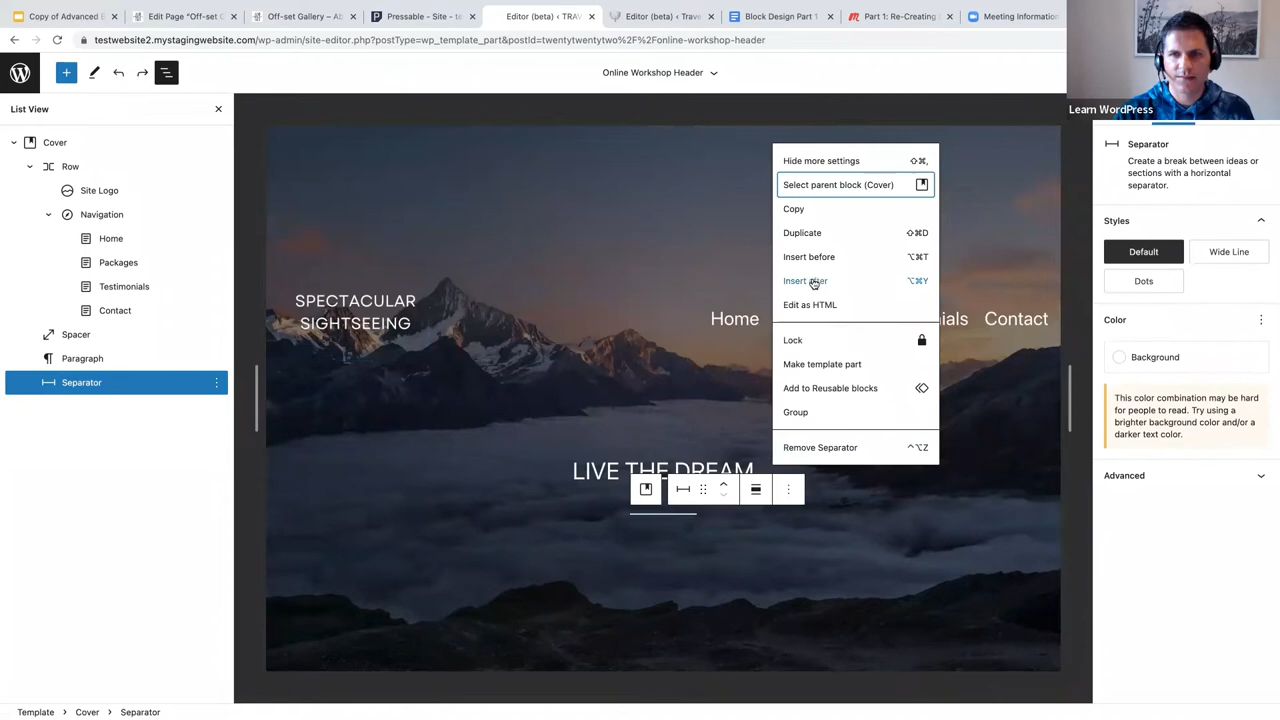 Copy of Advanced E
Edit Page "Off-set G
Off-set Gallery – Ab
Pressable - Site - te
Editor (beta) ‹ TRAV
Editor (beta) ‹ Trave
Block Design Part 1
Part 1: Re-Creating
Meeting Information
testwebsite2.mystagingwebsite.com/wp-admin/site-editor.php?postType=wp_template_part&postId=twentytwentytwo%2F%2Fonline-workshop-header
Online Workshop Header
Learn WordPress
List View
Cover
Row
Site Logo
Navigation
Home
Packages
Testimonials
Contact
Spacer
Paragraph
Separator
SPECTACULAR
SIGHTSEEING
Home
ials
Contact
LIVE THE DREAM
Hide more settings ⇧⌘,
Select parent block (Cover)
Copy
Duplicate ⇧⌘D
Insert before ⌥⌘T
Insert after ⌥⌘Y
Edit as HTML
Lock
Make template part
Add to Reusable blocks
Group
Remove Separator ⌃⌥Z
Separator
Create a break between ideas or
sections with a horizontal
separator.
Styles
Default
Wide Line
Dots
Color
Background
This color combination may be hard
for people to read. Try using a
brighter background color and/or a
darker text color.
Advanced
Template > Cover > Separator